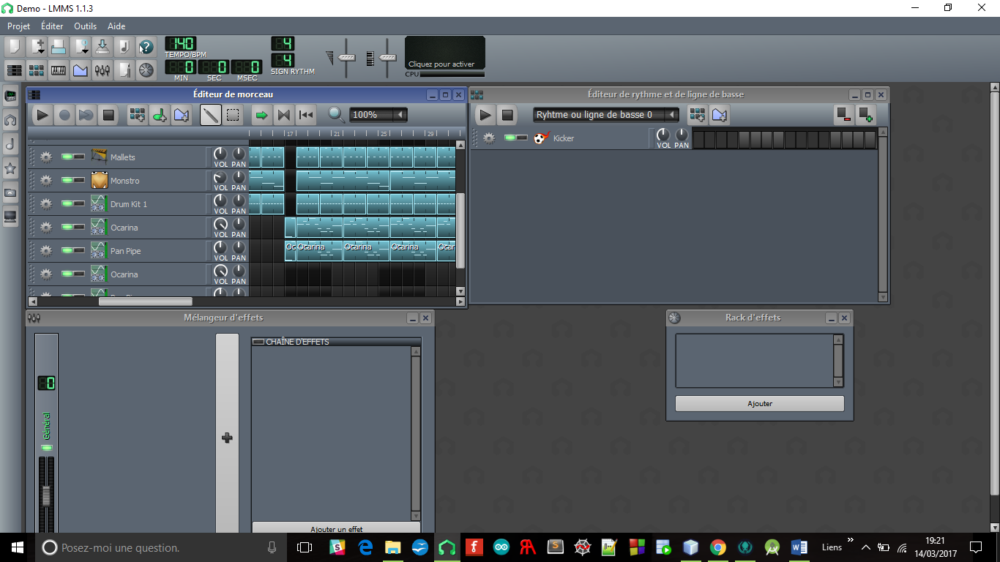 Demo - LMMS 1.1.3
Projet Éditer Outils Aide
140
TEMPO/BPM
0 0 0
MIN SEC MSEC
4
4
SIGN RYTHM
Cliquez pour activer
CPU
Éditeur de morceau
100%
17 21 25 29
Mallets VOL PAN
Monstro VOL PAN
Drum Kit 1 VOL PAN
Ocarina VOL PAN
Pan Pipe VOL PAN Oc Ocarina Ocarina Ocarina Ocar
Ocarina VOL PAN
Éditeur de rythme et de ligne de basse
Ryhtme ou ligne de basse 0
Kicker VOL PAN
Mélangeur d'effets
0
Général
CHAÎNE D'EFFETS
Ajouter un effet
Rack d'effets
Ajouter
Posez-moi une question.
Liens
19:21
14/03/2017